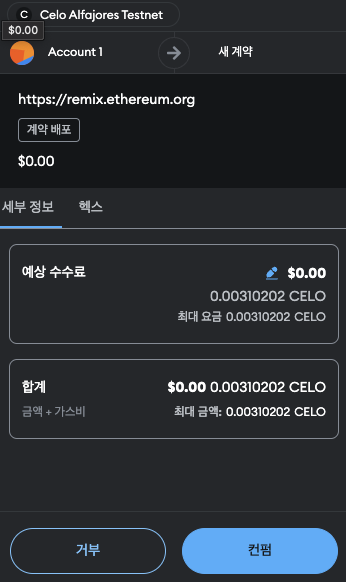 C Celo Alfajores Testnet
$0.00
Account 1
새 계약
https://remix.ethereum.org
계약 배포
$0.00
세부 정보 헥스
예상 수수료 $0.00
0.00310202 CELO
최대 요금 0.00310202 CELO
합계 $0.00 0.00310202 CELO
금액 + 가스비 최대 금액: 0.00310202 CELO
거부 컨펌